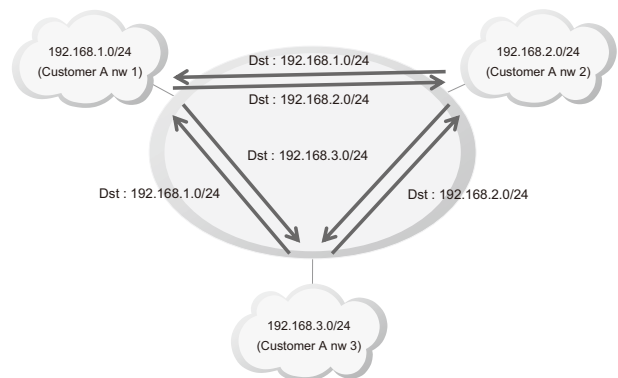 192.168.1.0/24
(Customer A nw 1)
192.168.2.0/24
(Customer A nw 2)
Dst : 192.168.1.0/24
Dst : 192.168.2.0/24
Dst : 192.168.3.0/24
Dst : 192.168.1.0/24
Dst : 192.168.2.0/24
192.168.3.0/24
(Customer A nw 3)